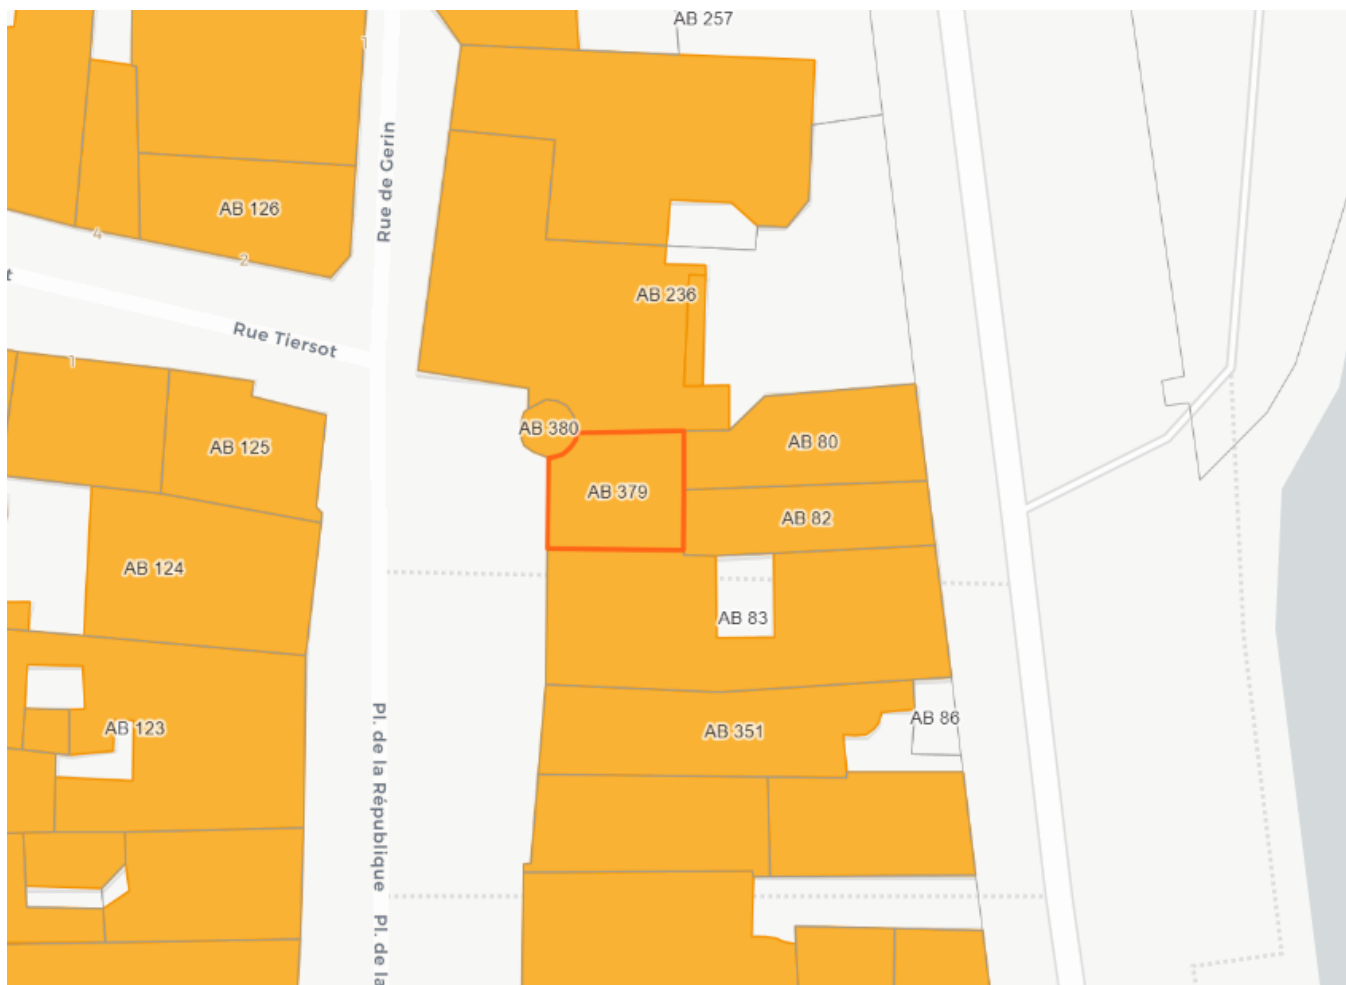 AB 257
1
Rue de Gerin
AB 126
4
2
t
AB 236
Rue Tiersot
1
AB 380
AB 125
AB 80
AB 379
AB 82
AB 124
AB 83
AB 123
AB 351
AB 86
Pl. de la République
Pl. de la